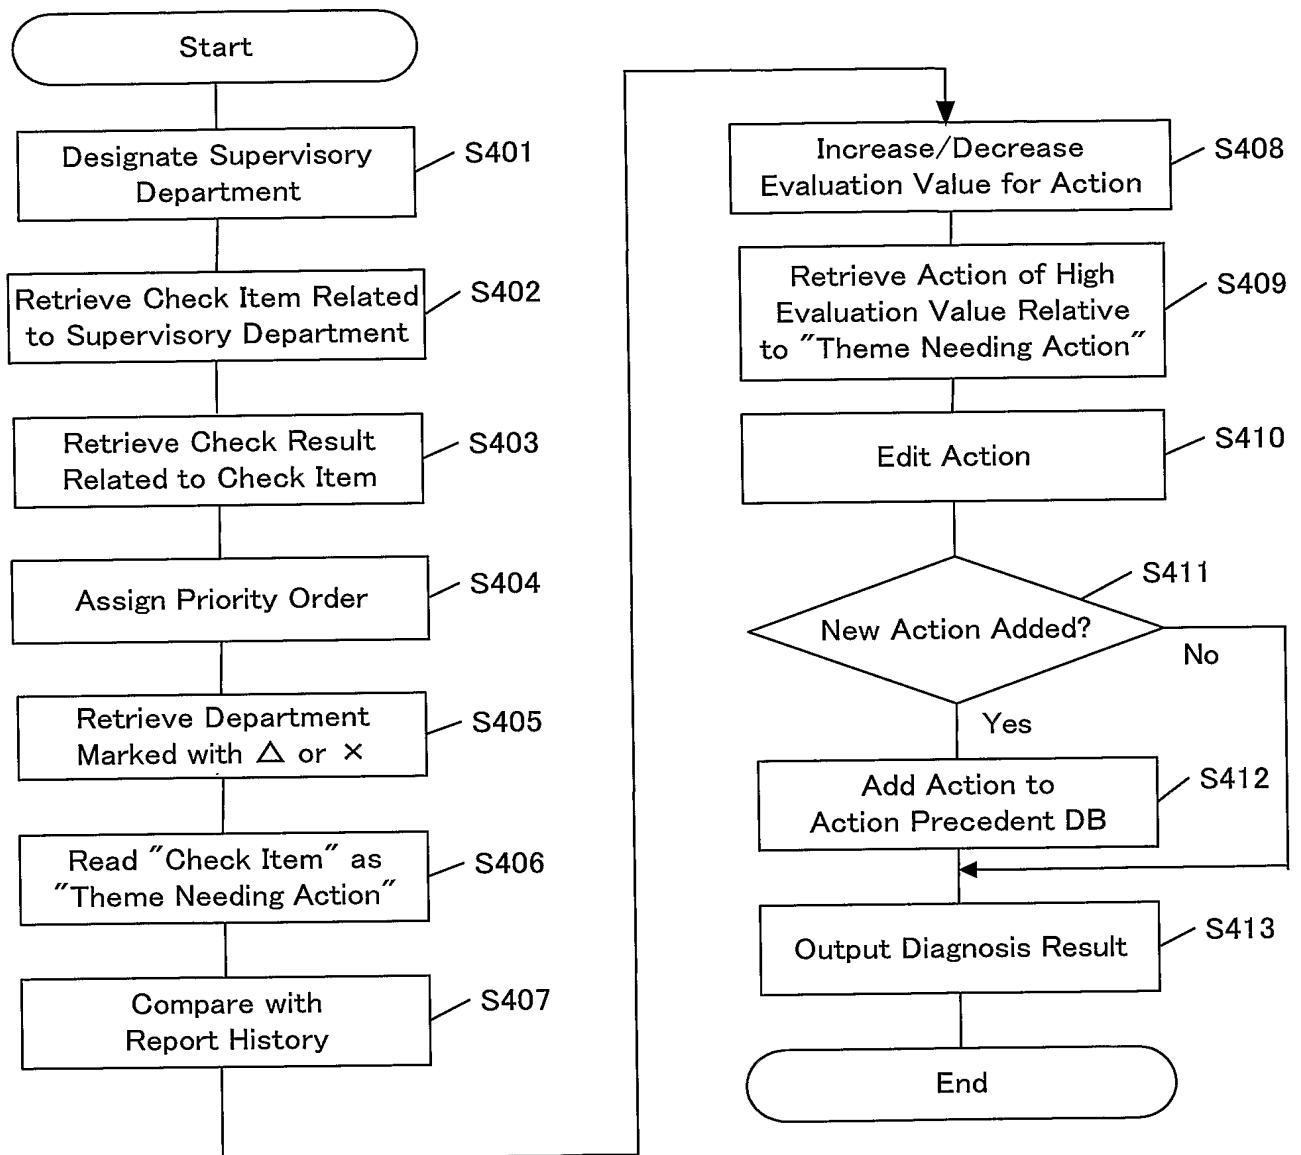 Start
Designate Supervisory
Department
S401
Retrieve Check Item Related
to Supervisory Department
S402
Retrieve Check Result
Related to Check Item
S403
Assign Priority Order
S404
Retrieve Department
Marked with △ or ×
S405
Read "Check Item" as
"Theme Needing Action"
S406
Compare with
Report History
S407
Increase/Decrease
Evaluation Value for Action
S408
Retrieve Action of High
Evaluation Value Relative
to "Theme Needing Action"
S409
Edit Action
S410
New Action Added?
S411
No
Yes
Add Action to
Action Precedent DB
S412
Output Diagnosis Result
S413
End